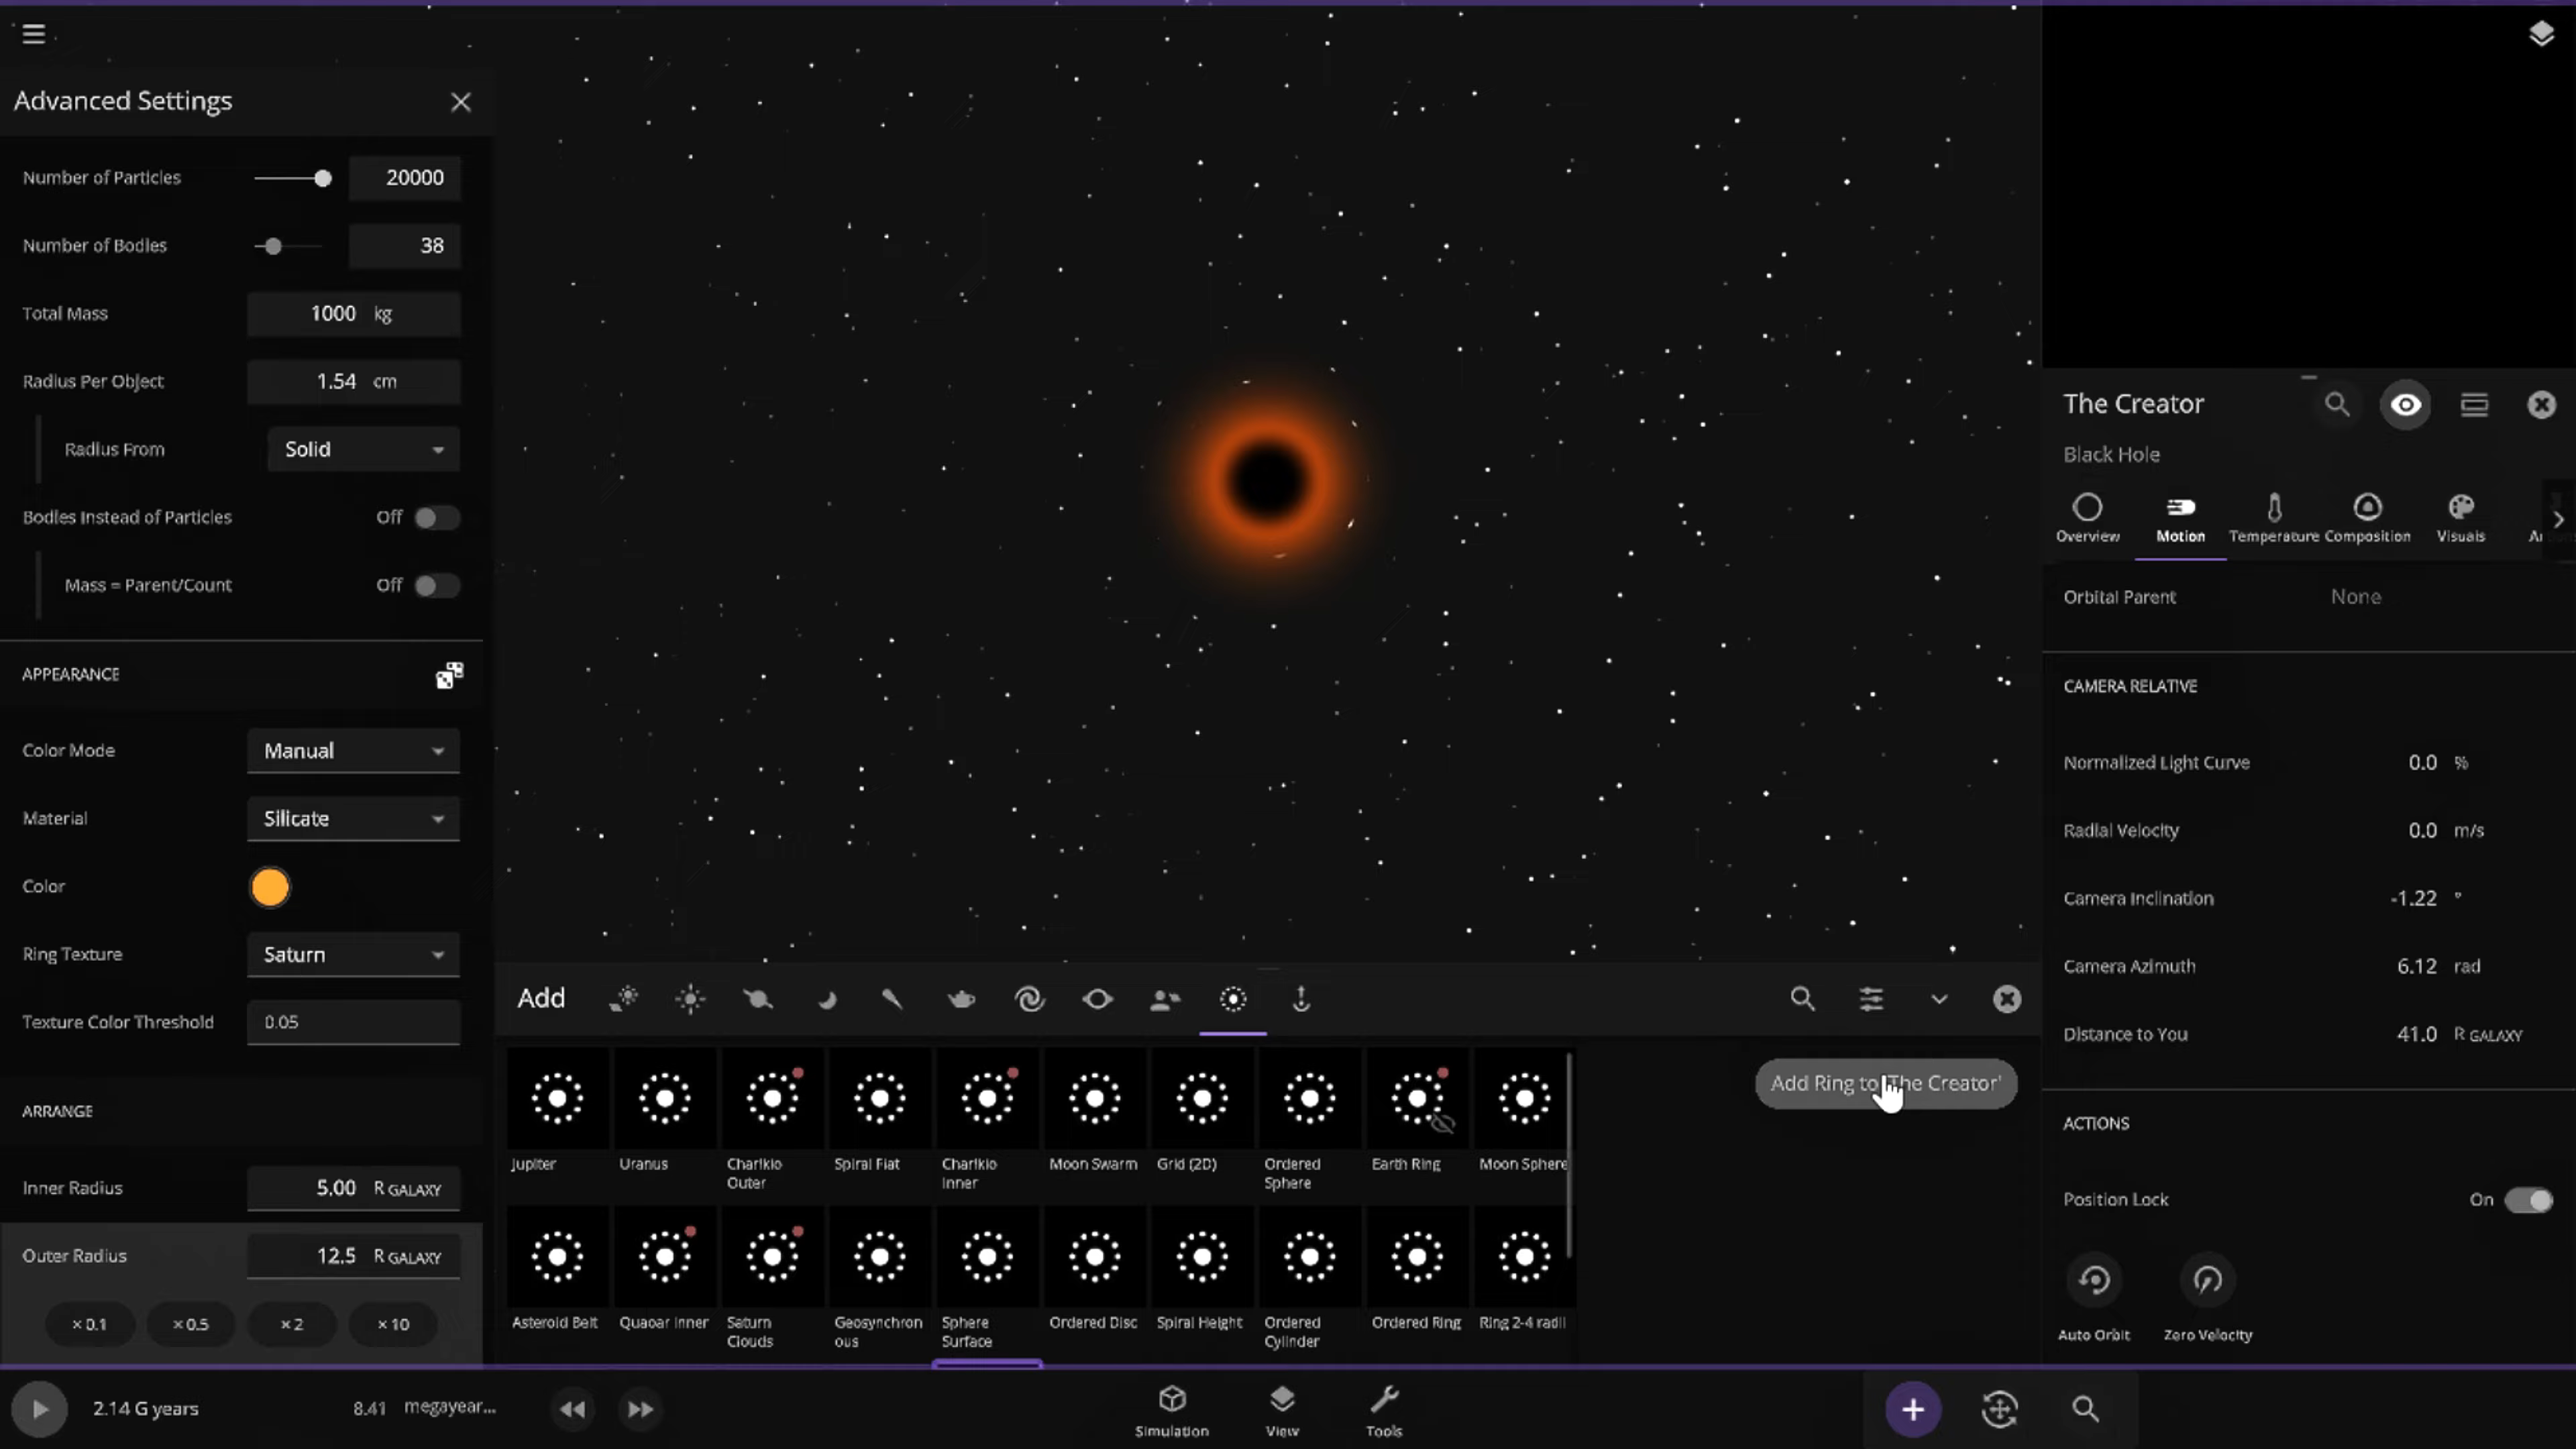 Advanced Settings
Number of Particles 20000
Number of Bodies 38
Total Mass 1000 kg
Radius Per Object 1.54 cm
Radius From Solid
Bodies Instead of Particles Off
Mass = Parent/Count Off
APPEARANCE
Color Mode Manual
Material Silicate
Color
Ring Texture Saturn
Texture Color Threshold 0.05
ARRANGE
Inner Radius 5.00 R GALAXY
Outer Radius 12.5 R GALAXY
× 0.1 × 0.5 × 2 × 10
Add
Add Ring to 'The Creator'
Jupiter Uranus Chariklo Outer Spiral Flat Chariklo Inner Moon Swarm Grid (2D) Ordered Sphere Earth Ring Moon Sphere
Asteroid Belt Quaoar Inner Saturn Clouds Geosynchronous Sphere Surface Ordered Disc Spiral Height Ordered Cylinder Ordered Ring Ring 2-4 radii
The Creator
Black Hole
Overview Motion Temperature Composition Visuals
Orbital Parent None
CAMERA RELATIVE
Normalized Light Curve 0.0 %
Radial Velocity 0.0 m/s
Camera Inclination -1.22 °
Camera Azimuth 6.12 rad
Distance to You 41.0 R GALAXY
ACTIONS
Position Lock On
Auto Orbit Zero Velocity
2.14 G years 8.41 megayear...
Simulation View Tools